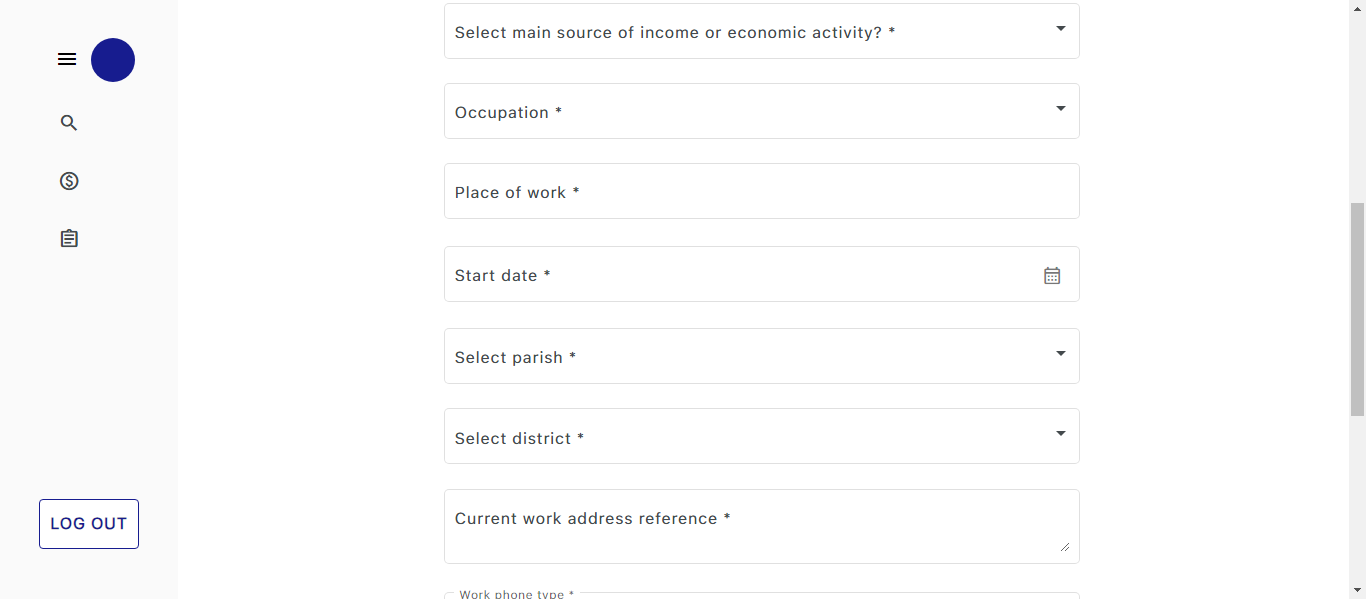 Select main source of income or economic activity? *
Occupation *
Place of work *
Start date *
Select parish *
Select district *
Current work address reference *
Work phone type *
LOG OUT